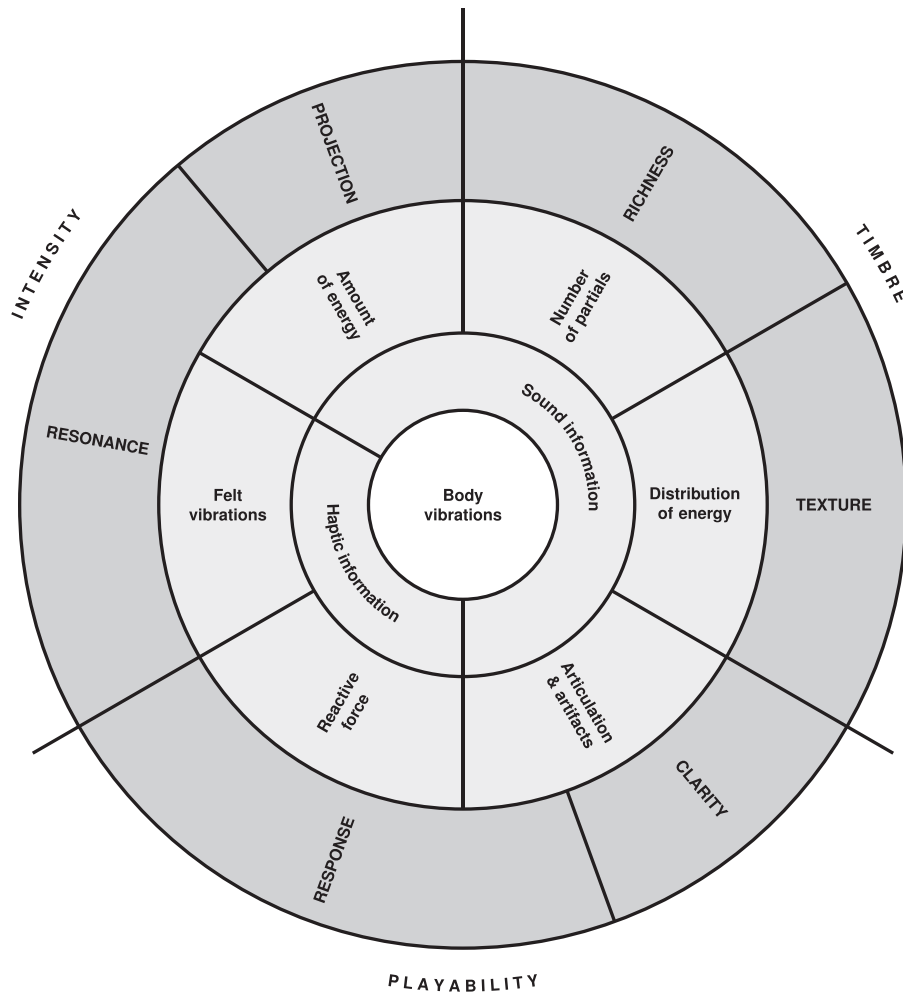 PROJECTION
RICHNESS
INTENSITY
TIMBRE
Amount
of energy
Number
of partials
Sound information
RESONANCE
Felt
vibrations
Body
vibrations
Distribution
of energy
TEXTURE
Haptic information
Reactive
force
Articulation
& artifacts
CLARITY
RESPONSE
PLAYABILITY